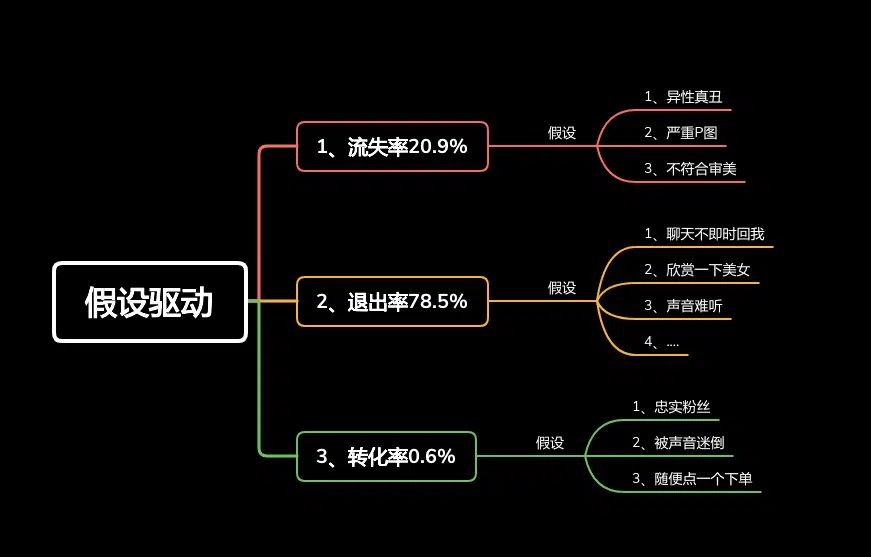 假设驱动
1、流失率20.9%
假设
1、异性真丑
2、严重P图
3、不符合审美
2、退出率78.5%
假设
1、聊天不即时回我
2、欣赏一下美女
3、声音难听
4、....
3、转化率0.6%
假设
1、忠实粉丝
2、被声音迷倒
3、随便点一个下单